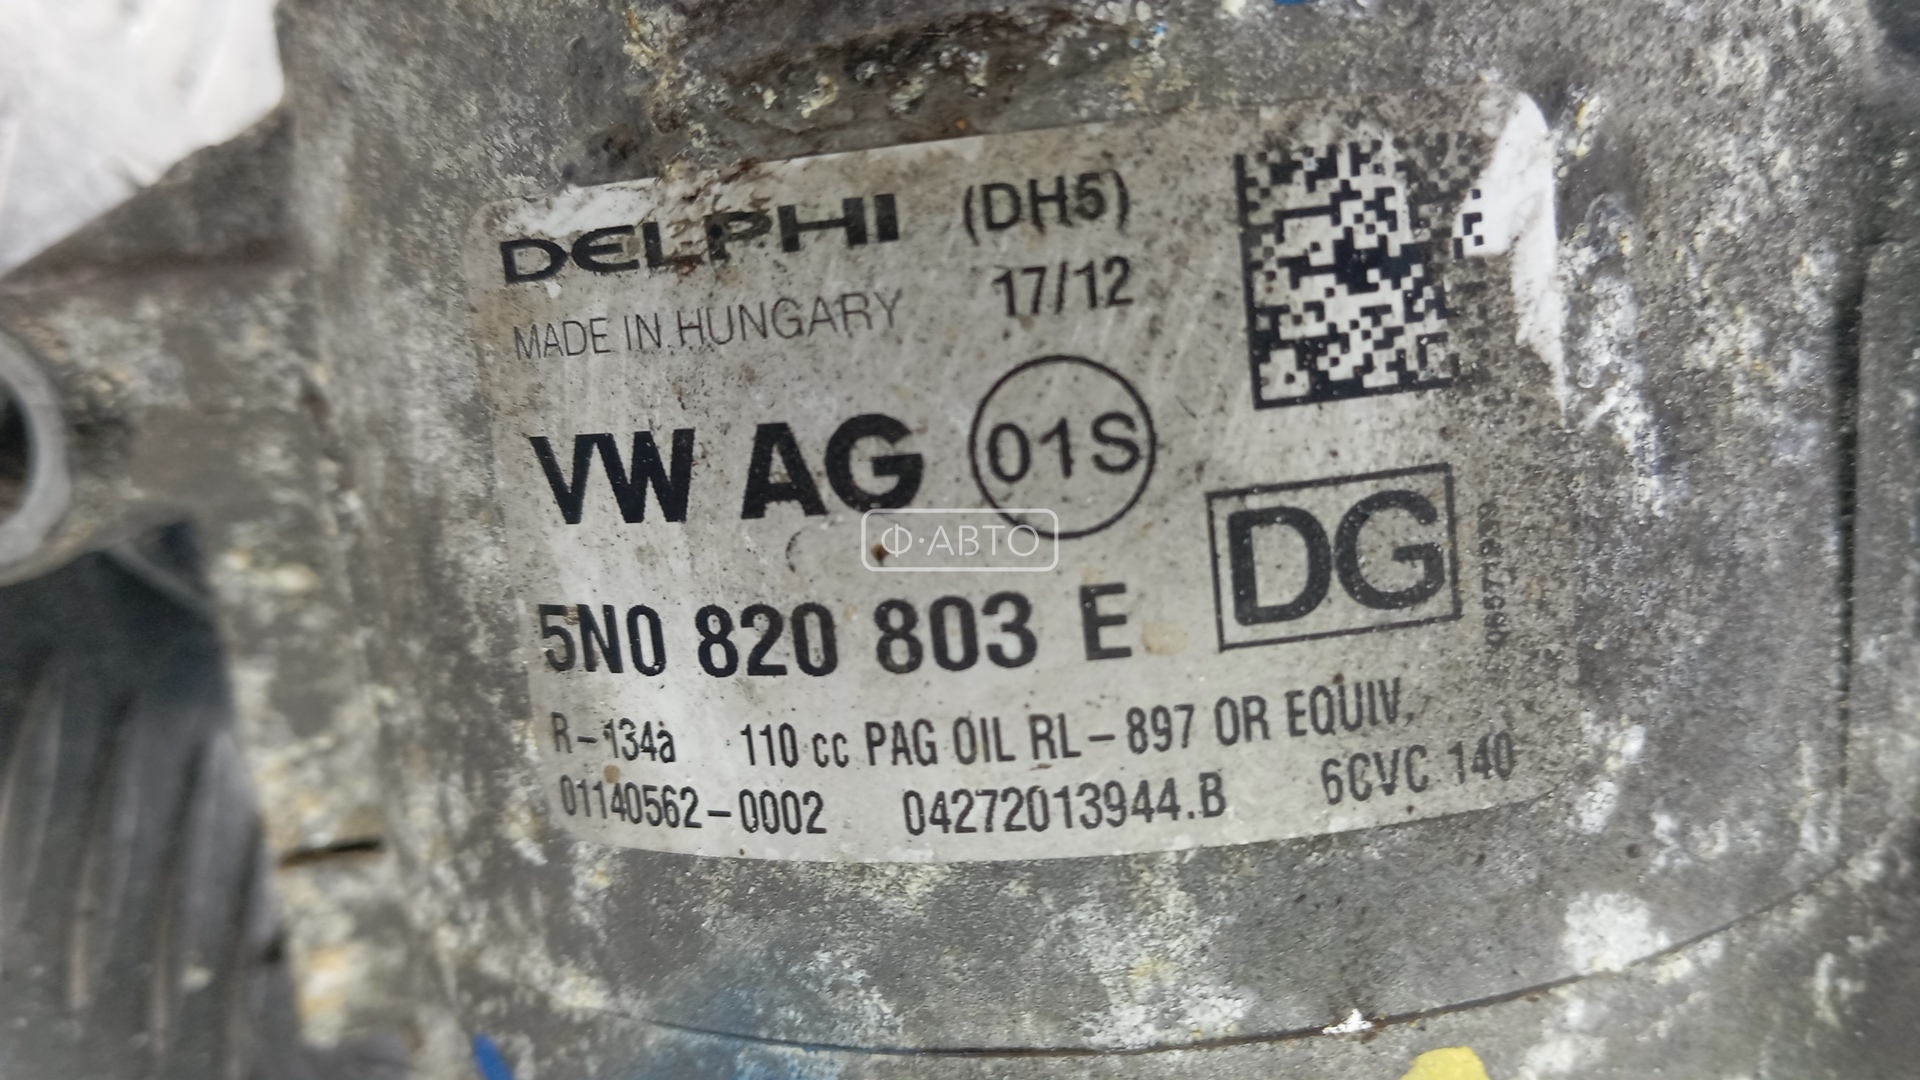 DELPHI (DH5)
MADE IN HUNGARY 17/12
VW AG 01S
DG
Ф·АВТО
5N0 820 803 E
R-134a 110 cc PAG OIL RL-897 OR EQUIV.
01140562-0002 04272013944.B 6CVC 140